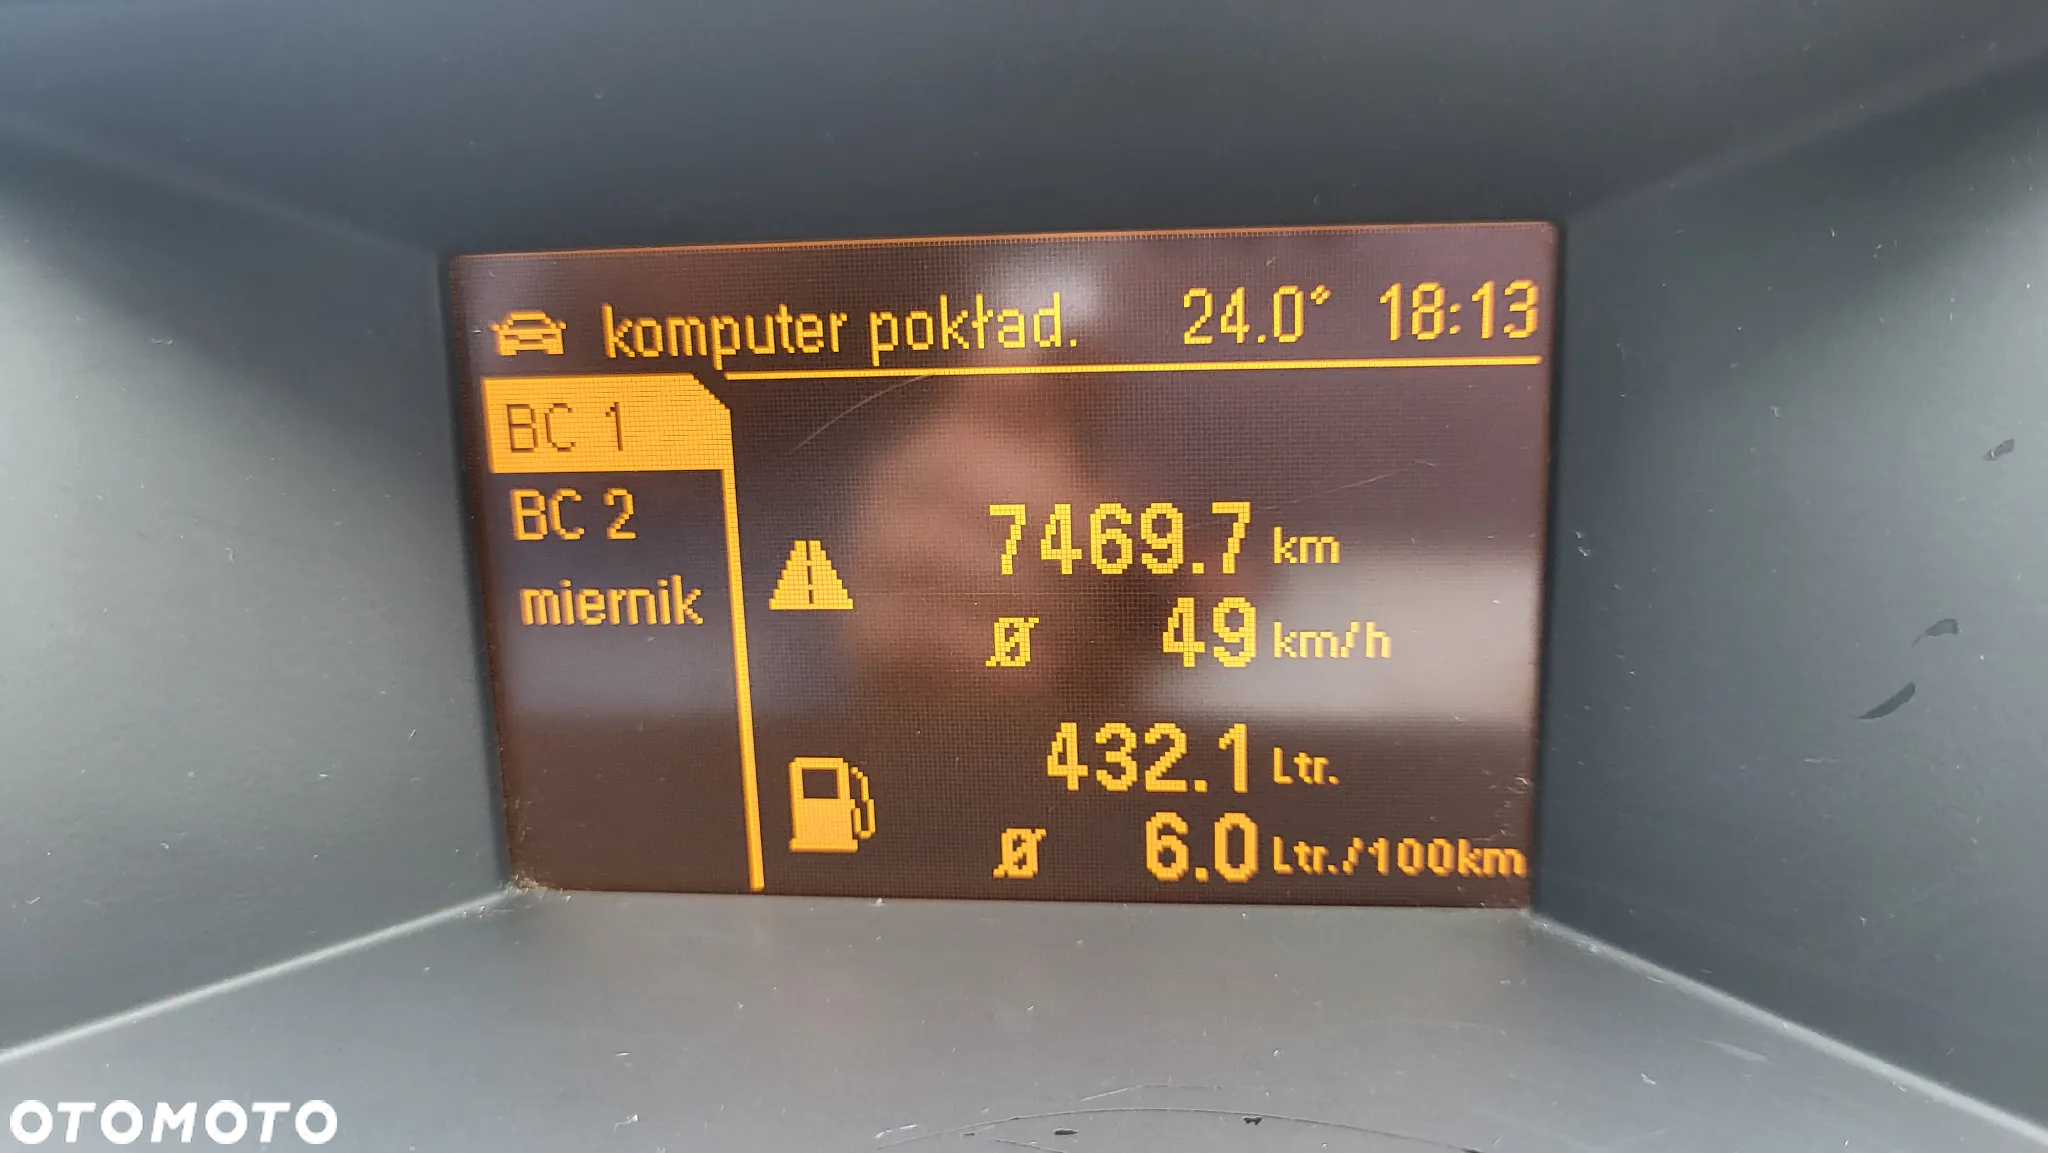 komputer pokład. 24.0° 18:13
BC 1
BC 2
miernik
7469.7 km
Ø 49 km/h
432.1 Ltr.
Ø 6.0 Ltr./100km
OTOMOTO